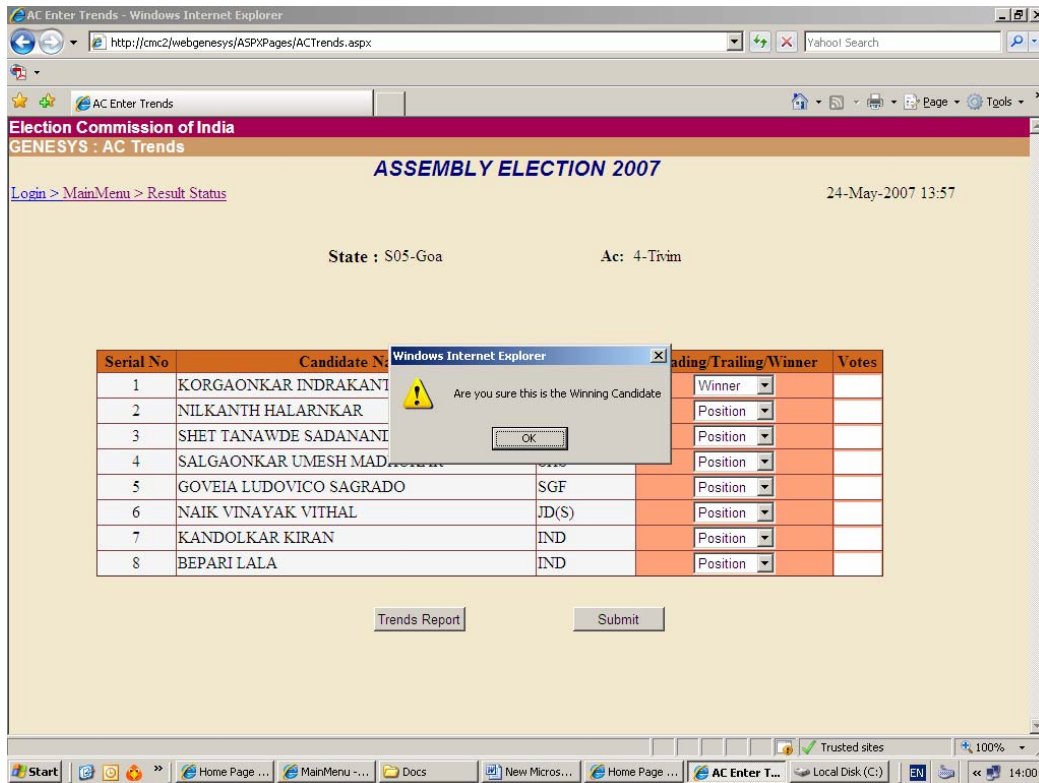 AC Enter Trends - Windows Internet Explorer
http://cmc2/webgenesys/ASPXPages/ACTrends.aspx Yahoo! Search
AC Enter Trends Page Tools
Election Commission of India
GENESYS : AC Trends
ASSEMBLY ELECTION 2007
Login > MainMenu > Result Status 24-May-2007 13:57
State : S05-Goa Ac: 4-Tivim
Serial No Candidate ading/Trailing/Winner Votes
Windows Internet Explorer
Are you sure this is the Winning Candidate
OK
1 KORGAONKAR INDRAKANT Winner
2 NILKANTH HALARNKAR Position
3 SHET TANAWDE SADANAND Position
4 SALGAONKAR UMESH Position
5 GOVEIA LUDOVICO SAGRADO SGF Position
6 NAIK VINAYAK VITHAL JD(S) Position
7 KANDOLKAR KIRAN IND Position
8 BEPARI LALA IND Position
Trends Report Submit
Trusted sites 100%
Start » Home Page ... MainMenu -... Docs New Micros... Home Page ... AC Enter T... Local Disk (C:) EN « 14:00